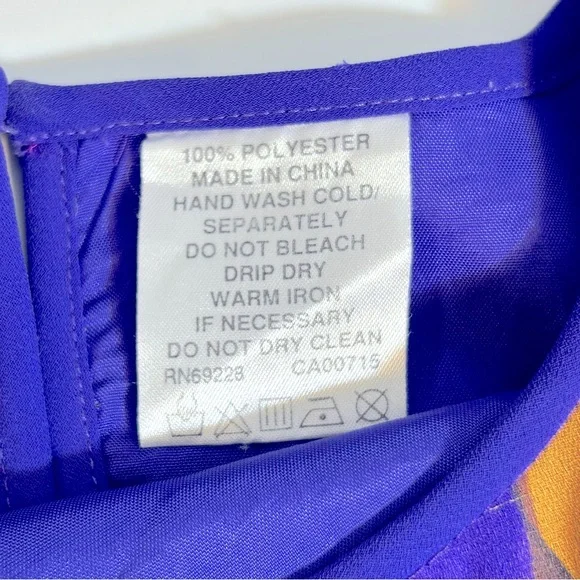 100% POLYESTER
MADE IN CHINA
HAND WASH COLD/
SEPARATELY
DO NOT BLEACH
DRIP DRY
WARM IRON
IF NECESSARY
DO NOT DRY CLEAN
RN69228 CA00715